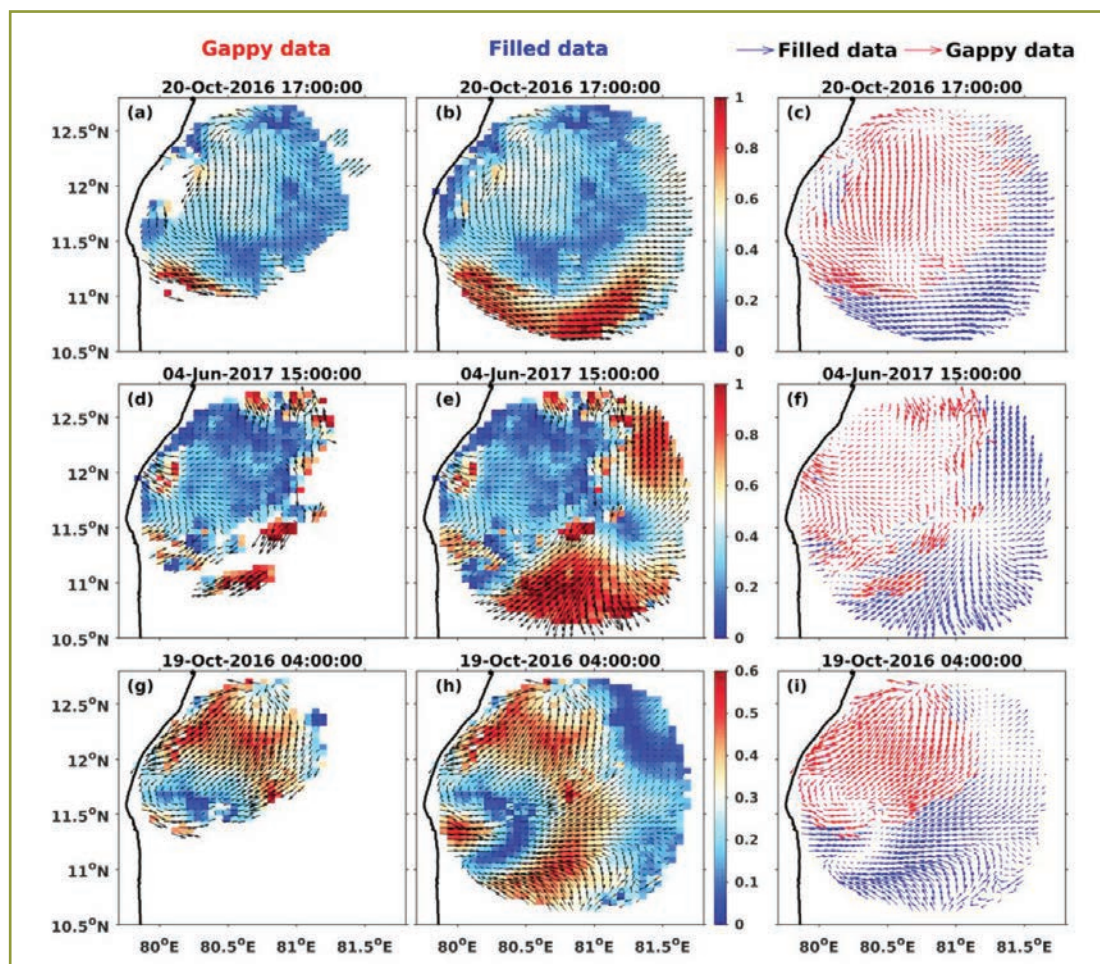 Gappy data Filled data Filled data Gappy data
20-Oct-2016 17:00:00 20-Oct-2016 17:00:00 20-Oct-2016 17:00:00
(a) (b) (c)
12.5°N
12°N
11.5°N
11°N
10.5°N
1
0.8
0.6
0.4
0.2
0
04-Jun-2017 15:00:00 04-Jun-2017 15:00:00 04-Jun-2017 15:00:00
(d) (e) (f)
12.5°N
12°N
11.5°N
11°N
10.5°N
1
0.8
0.6
0.4
0.2
0
19-Oct-2016 04:00:00 19-Oct-2016 04:00:00 19-Oct-2016 04:00:00
(g) (h) (i)
12.5°N
12°N
11.5°N
11°N
10.5°N
0.6
0.5
0.4
0.3
0.2
0.1
0
80°E 80.5°E 81°E 81.5°E 80°E 80.5°E 81°E 81.5°E 80°E 80.5°E 81°E 81.5°E